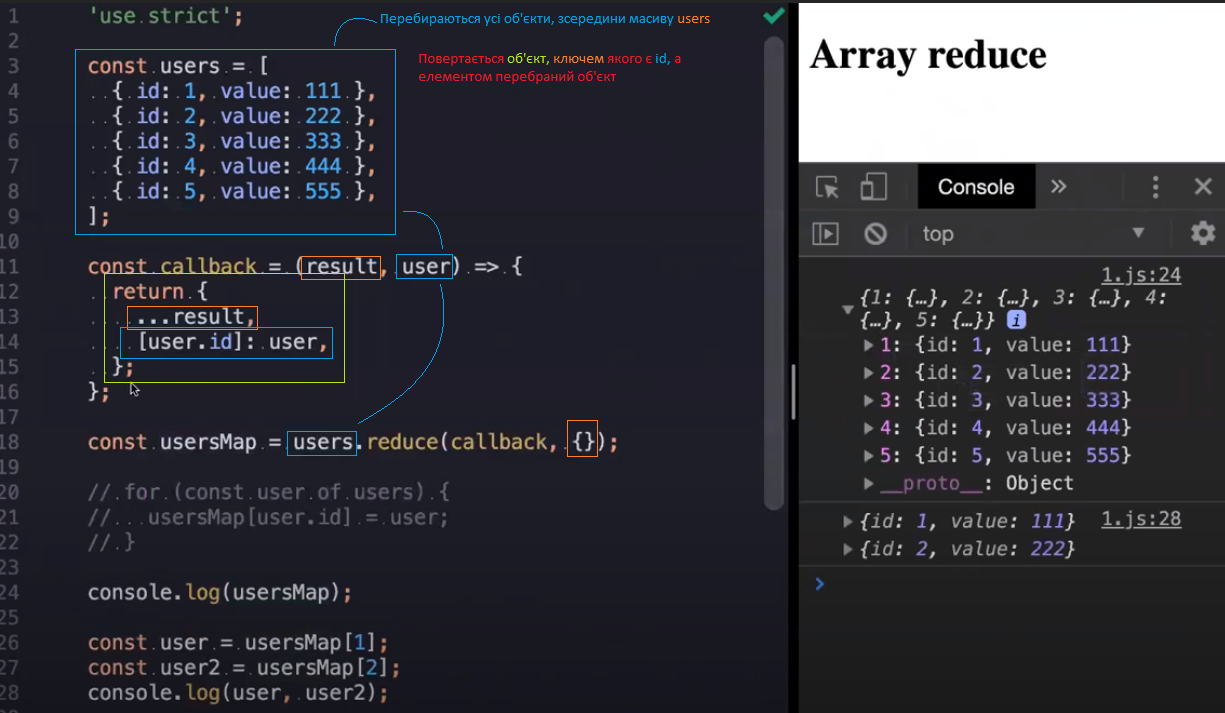 1 'use strict';
Перебираються усі об'єкти, зсередини масиву users
2
3 const users = [
Повертається об'єкт, ключем якого є id, а
елементом перебраний об'єкт
4 { id: 1, value: 111 },
5 { id: 2, value: 222 },
6 { id: 3, value: 333 },
7 { id: 4, value: 444 },
8 { id: 5, value: 555 },
9 ];
10
11 const callback = (result, user) => {
12 return {
13 ...result,
14 [user.id]: user,
15 };
16 };
17
18 const usersMap = users.reduce(callback, {});
19
20 // for (const user of users) {
21 // usersMap[user.id] = user;
22 // }
23
24 console.log(usersMap);
25
26 const user = usersMap[1];
27 const user2 = usersMap[2];
28 console.log(user, user2);
Array reduce
Console »
top
1.js:24
{1: {…}, 2: {…}, 3: {…}, 4:
{…}, 5: {…}} i
1: {id: 1, value: 111}
2: {id: 2, value: 222}
3: {id: 3, value: 333}
4: {id: 4, value: 444}
5: {id: 5, value: 555}
__proto__: Object
{id: 1, value: 111} 1.js:28
{id: 2, value: 222}